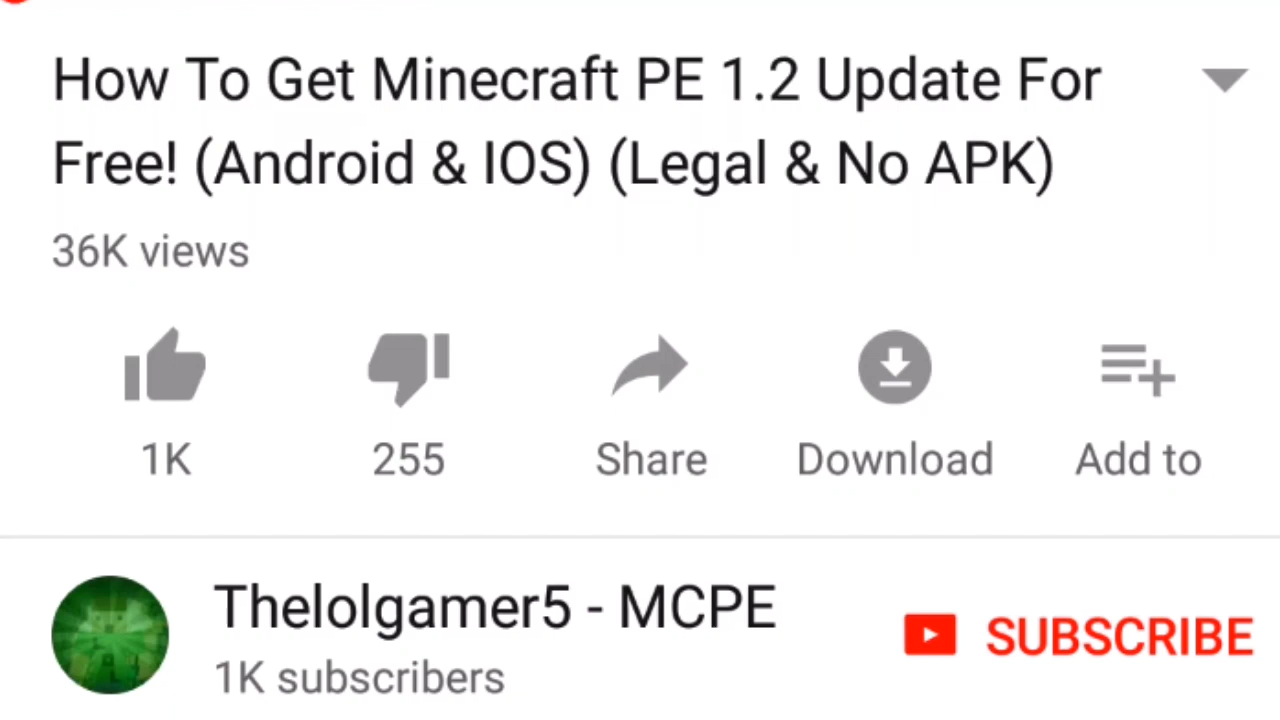 How To Get Minecraft PE 1.2 Update For
Free! (Android & IOS) (Legal & No APK)
36K views
1K 255 Share Download Add to
Thelolgamer5 - MCPE
SUBSCRIBE
1K subscribers